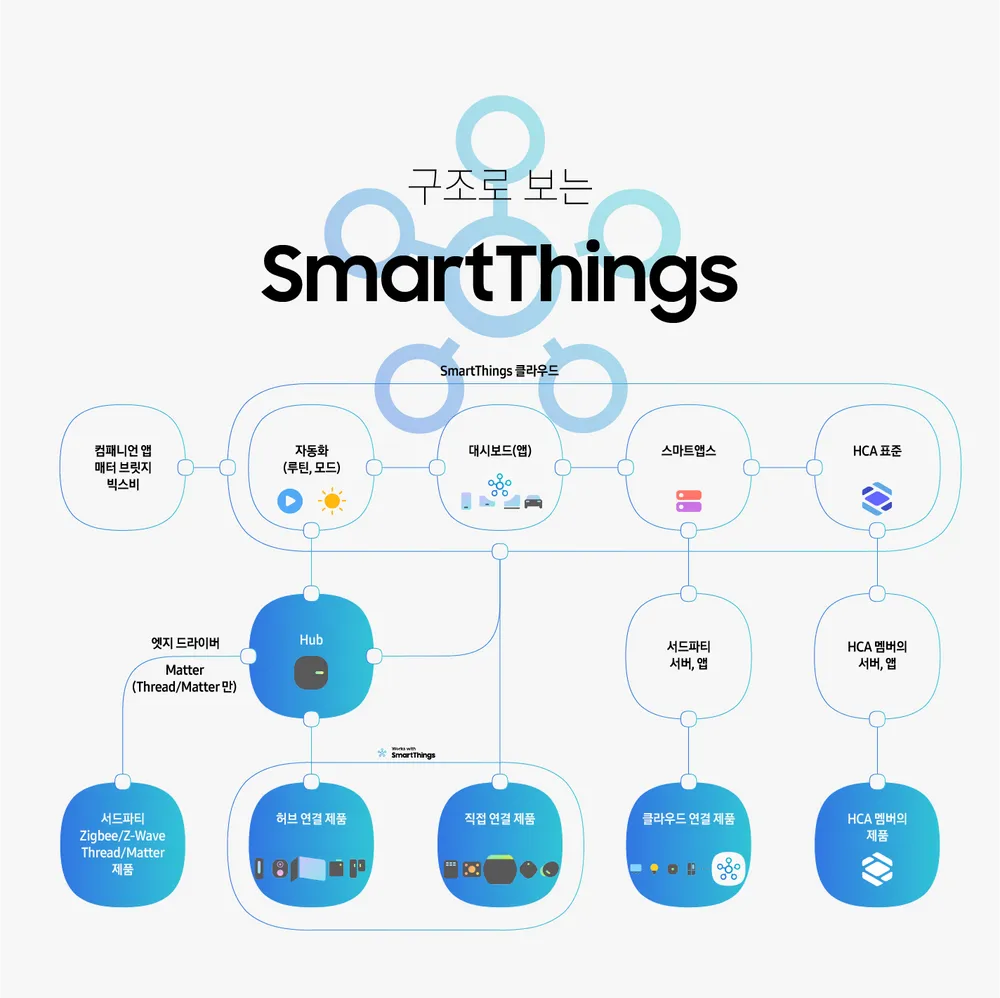 구조로 보는
SmartThings
SmartThings 클라우드
컴패니언 앱
매터 브릿지
빅스비
자동화
(루틴, 모드)
대시보드(앱)
스마트앱스
HCA 표준
Hub
엣지 드라이버
Matter
(Thread/Matter 만)
서드파티
서버, 앱
HCA 멤버의
서버, 앱
Works with
SmartThings
서드파티
Zigbee/Z-Wave
Thread/Matter
제품
허브 연결 제품
직접 연결 제품
클라우드 연결 제품
HCA 멤버의
제품